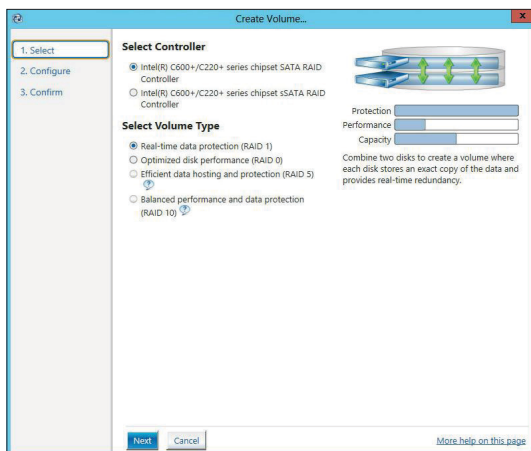 Create Volume...
x
1. Select
2. Configure
3. Confirm
Select Controller
Intel(R) C600+/C220+ series chipset SATA RAID
Controller
Intel(R) C600+/C220+ series chipset sSATA RAID
Controller
Select Volume Type
Real-time data protection (RAID 1)
Optimized disk performance (RAID 0)
Efficient data hosting and protection (RAID 5)
?
Balanced performance and data protection
(RAID 10) ?
Protection
Performance
Capacity
Combine two disks to create a volume where
each disk stores an exact copy of the data and
provides real-time redundancy.
Next Cancel
More help on this page